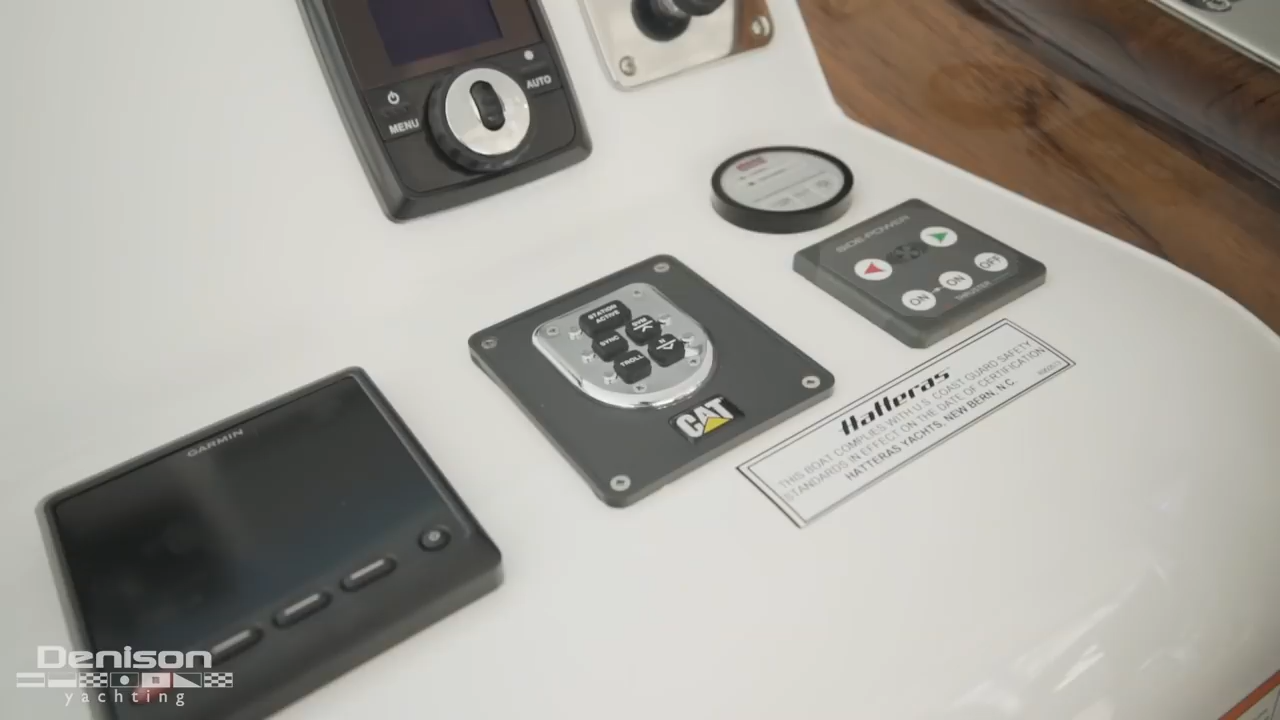 MENU
AUTO
SIDE-POWER
ON
ON
OFF
THRUSTER
STATION
ACTIVE
SYNC
TROLL
CAT
Hatteras
THIS BOAT COMPLIES WITH U.S. COAST GUARD SAFETY
STANDARDS IN EFFECT ON THE DATE OF CERTIFICATION
HATTERAS YACHTS, NEW BERN, N.C.
GARMIN
Denison
yachting